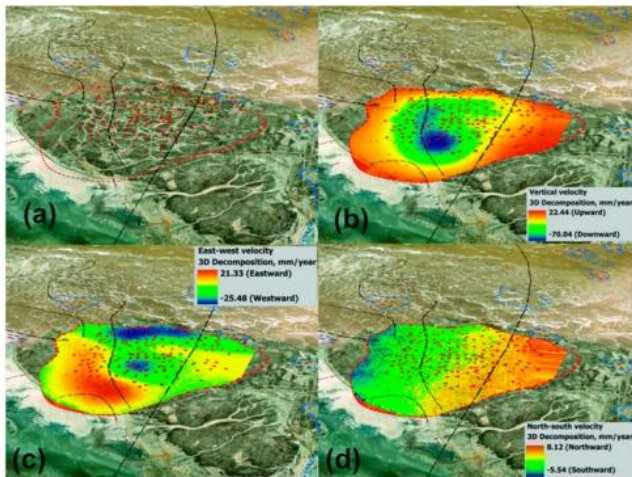 (a)
(b)
Vertical velocity
3D Decomposition, mm/year
22.44 (Upward)
-70.04 (Downward)
(c)
East-west velocity
3D Decomposition, mm/year
21.33 (Eastward)
-25.48 (Westward)
(d)
North-south velocity
3D Decomposition, mm/year
8.12 (Northward)
-5.54 (Southward)